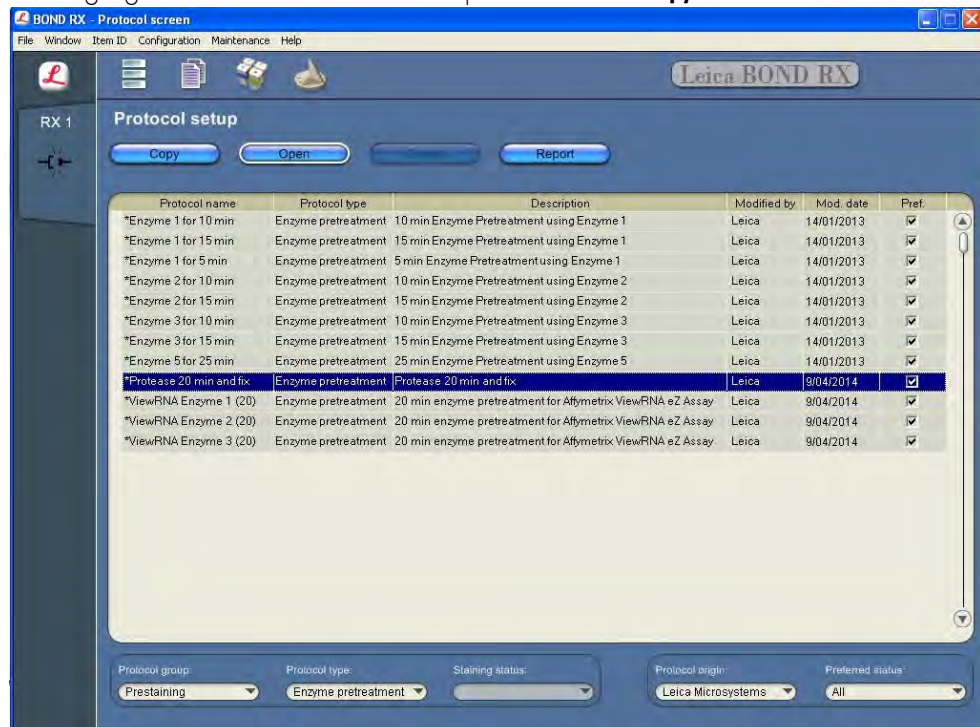 BOND RX - Protocol screen
File Window Item ID Configuration Maintenance Help
Leica BOND RX
RX 1
Protocol setup
Copy Open Report
Protocol name Protocol type Description Modified by Mod. date Pref.
*Enzyme 1 for 10 min Enzyme pretreatment 10 min Enzyme Pretreatment using Enzyme 1 Leica 14/01/2013
*Enzyme 1 for 15 min Enzyme pretreatment 15 min Enzyme Pretreatment using Enzyme 1 Leica 14/01/2013
*Enzyme 1 for 5 min Enzyme pretreatment 5 min Enzyme Pretreatment using Enzyme 1 Leica 14/01/2013
*Enzyme 2 for 10 min Enzyme pretreatment 10 min Enzyme Pretreatment using Enzyme 2 Leica 14/01/2013
*Enzyme 2 for 15 min Enzyme pretreatment 15 min Enzyme Pretreatment using Enzyme 2 Leica 14/01/2013
*Enzyme 3 for 10 min Enzyme pretreatment 10 min Enzyme Pretreatment using Enzyme 3 Leica 14/01/2013
*Enzyme 3 for 15 min Enzyme pretreatment 15 min Enzyme Pretreatment using Enzyme 3 Leica 14/01/2013
*Enzyme 5 for 25 min Enzyme pretreatment 25 min Enzyme Pretreatment using Enzyme 5 Leica 14/01/2013
*Protease 20 min and fix Enzyme pretreatment Protease 20 min and fix Leica 9/04/2014
*ViewRNA Enzyme 1 (20) Enzyme pretreatment 20 min enzyme pretreatment for Affymetrix ViewRNA eZ Assay Leica 9/04/2014
*ViewRNA Enzyme 2 (20) Enzyme pretreatment 20 min enzyme pretreatment for Affymetrix ViewRNA eZ Assay Leica 9/04/2014
*ViewRNA Enzyme 3 (20) Enzyme pretreatment 20 min enzyme pretreatment for Affymetrix ViewRNA eZ Assay Leica 9/04/2014
Protocol group: Protocol type: Staining status: Protocol origin: Preferred status:
Prestaining Enzyme pretreatment Leica Microsystems All